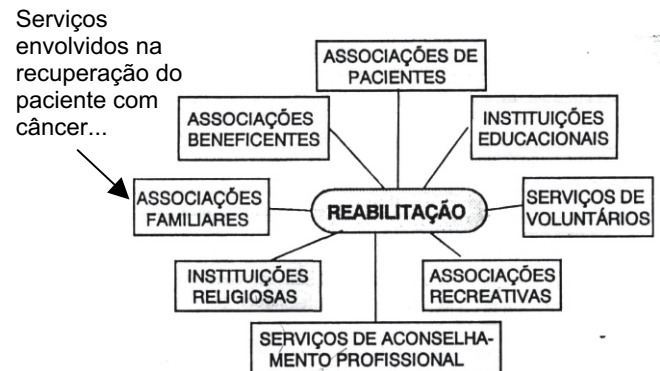 Serviços
envolvidos na
recuperação do
paciente com
câncer...
ASSOCIAÇÕES DE
PACIENTES
ASSOCIAÇÕES
BENEFICENTES
INSTITUIÇÕES
EDUCACIONAIS
ASSOCIAÇÕES
FAMILIARES
REABILITAÇÃO
SERVIÇOS DE
VOLUNTÁRIOS
INSTITUIÇÕES
RELIGIOSAS
ASSOCIAÇÕES
RECREATIVAS
SERVIÇOS DE ACONSELHA-
MENTO PROFISSIONAL